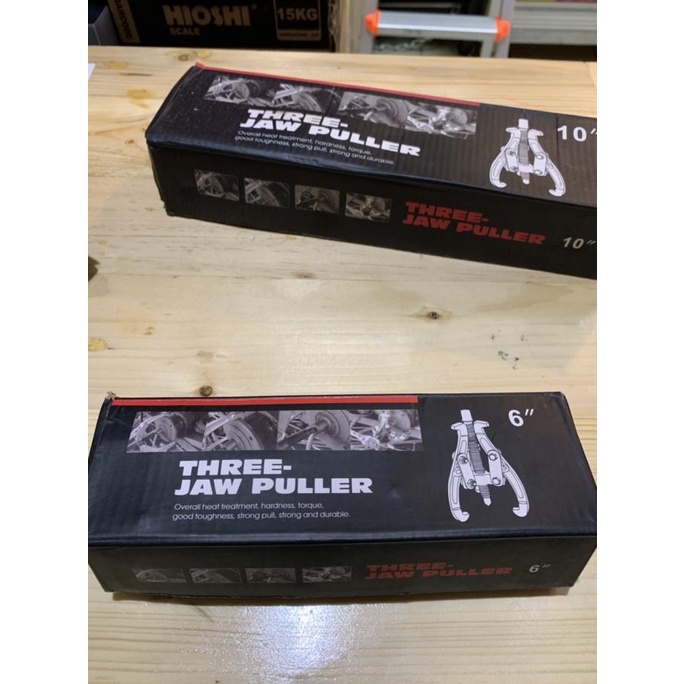 HIOSHI
SCALE
15KG
THREE-
JAW PULLER
Overall heat treatment, hardness, torque,
good toughness, strong pull, strong and durable.
10"
THREE-
JAW PULLER
10"
6"
THREE-
JAW PULLER
Overall heat treatment, hardness, torque,
good toughness, strong pull, strong and durable.
THREE-
JAW PULLER
6"